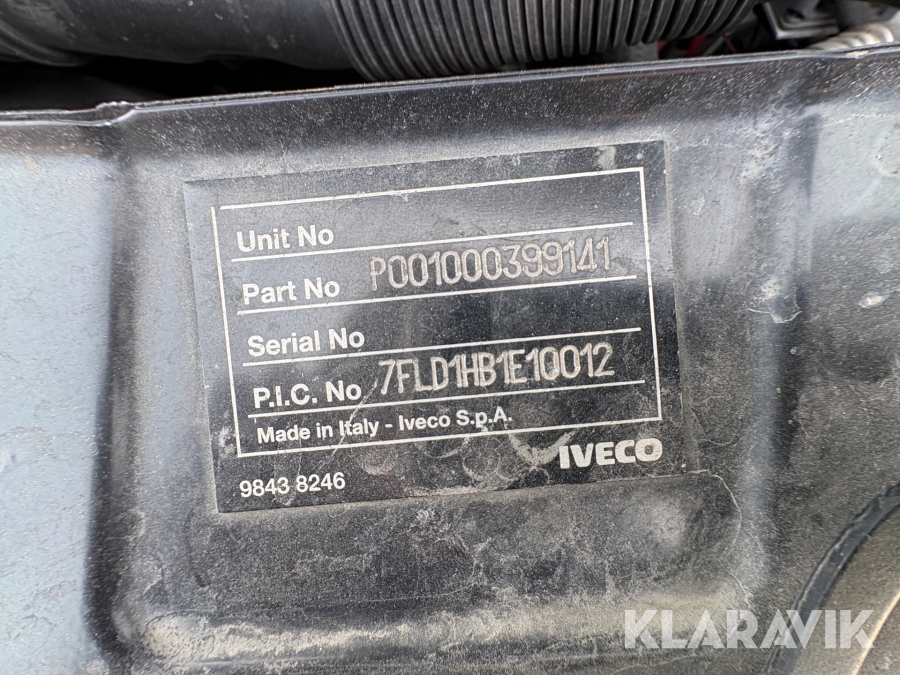 Unit No
Part No P001000399141
Serial No
P.I.C. No 7FLD1HB1E10012
Made in Italy - Iveco S.p.A.
IVECO
9843 8246
KLARAVIK